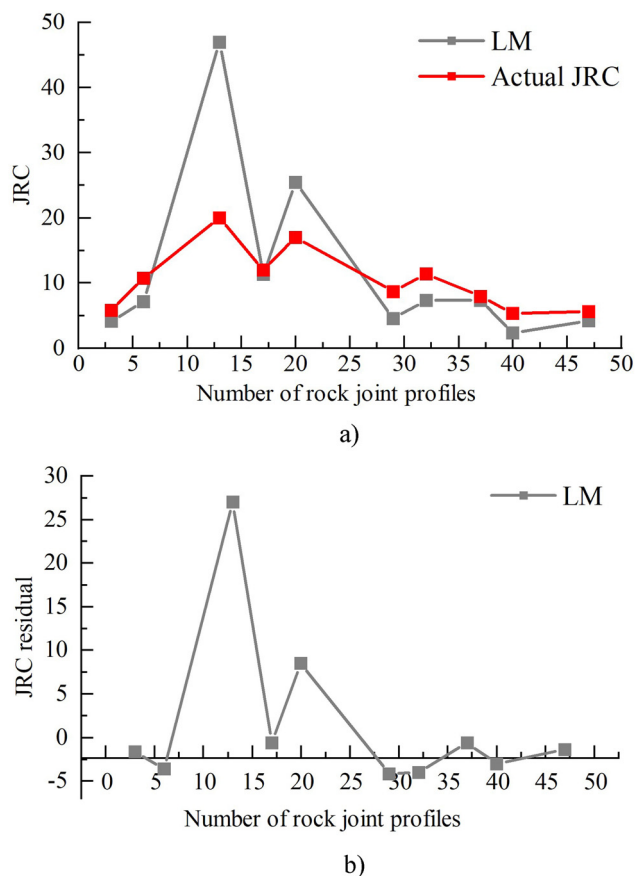 50
LM
Actual JRC
40
30
JRC
20
10
0
0 5 10 15 20 25 30 35 40 45 50
Number of rock joint profiles
a)
30
LM
25
20
15
JRC residual
10
5
0
0 5 10 15 20 25 30 35 40 45 50
-5
Number of rock joint profiles
b)